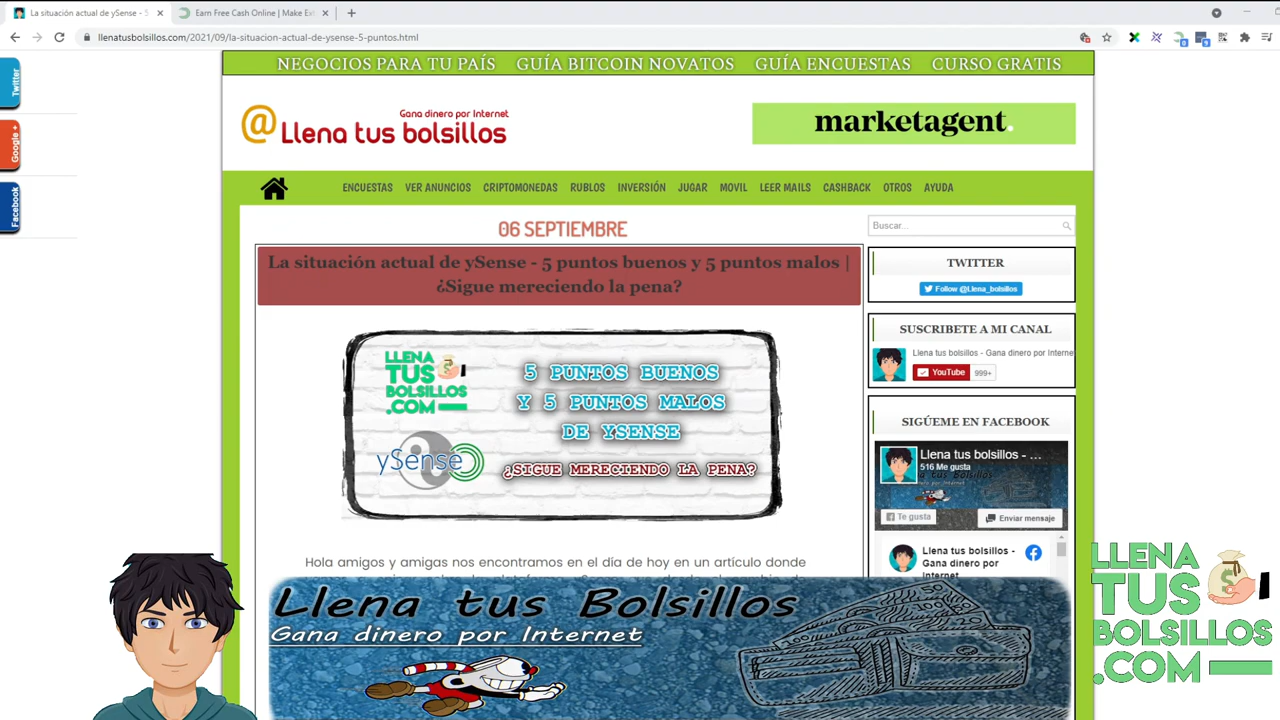 La situación actual de ySense - 5
Earn Free Cash Online | Make Ext
llenatusbolsillos.com/2021/09/la-situacion-actual-de-ysense-5-puntos.html
Twitter
Google +
Facebook
NEGOCIOS PARA TU PAÍS GUÍA BITCOIN NOVATOS GUÍA ENCUESTAS CURSO GRATIS
Gana dinero por Internet
@Llena tus bolsillos
marketagent.
ENCUESTAS VER ANUNCIOS CRIPTOMONEDAS RUBLOS INVERSIÓN JUGAR MOVIL LEER MAILS CASHBACK OTROS AYUDA
06 SEPTIEMBRE
La situación actual de ySense - 5 puntos buenos y 5 puntos malos |
¿Sigue mereciendo la pena?
LLENA
TUS
BOLSILLOS
.COM
ySense
5 PUNTOS BUENOS
Y 5 PUNTOS MALOS
DE YSENSE
¿SIGUE MERECIENDO LA PENA?
Hola amigos y amigas nos encontramos en el día de hoy en un artículo donde
Buscar...
TWITTER
Follow @Llena_bolsillos
SUSCRIBETE A MI CANAL
Llena tus bolsillos - Gana dinero por Interne
YouTube 999+
SIGÚEME EN FACEBOOK
Llena tus bolsillos - ...
516 Me gusta
Te gusta
Enviar mensaje
Llena tus bolsillos -
Gana dinero por
Internet
Llena tus Bolsillos
Gana dinero por Internet
LLENA
TUS
BOLSILLOS
.COM